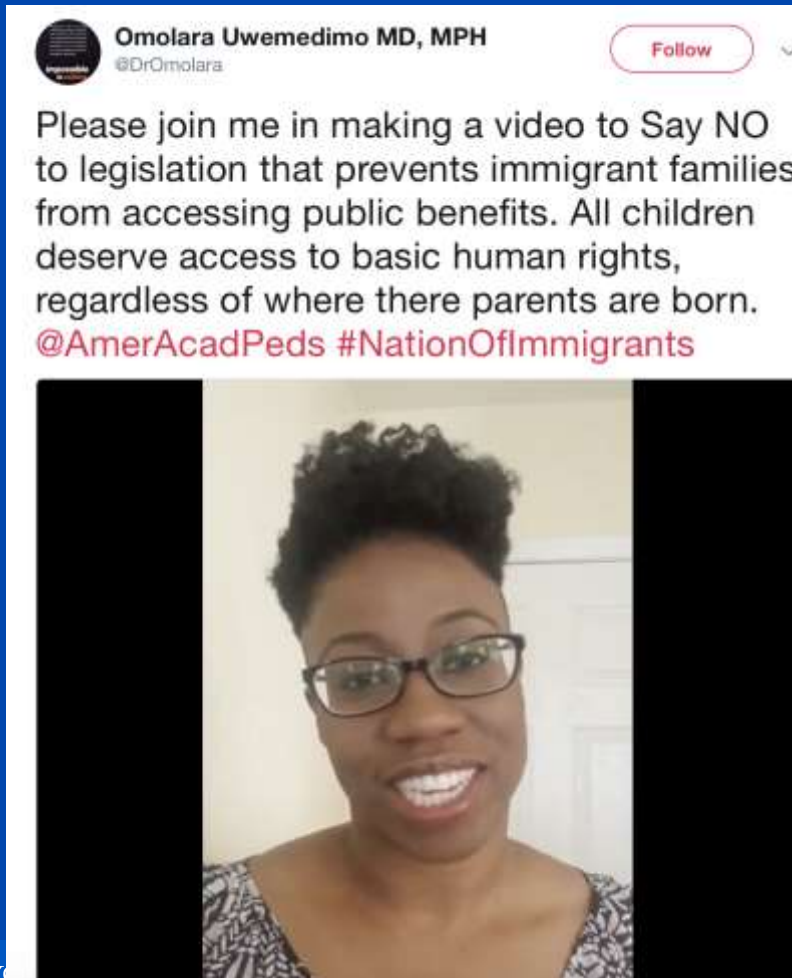 Omolara Uwemedimo MD, MPH
@DrOmolara
Follow
Please join me in making a video to Say NO
to legislation that prevents immigrant families
from accessing public benefits. All children
deserve access to basic human rights,
regardless of where there parents are born.
@AmerAcadPeds #NationOfImmigrants